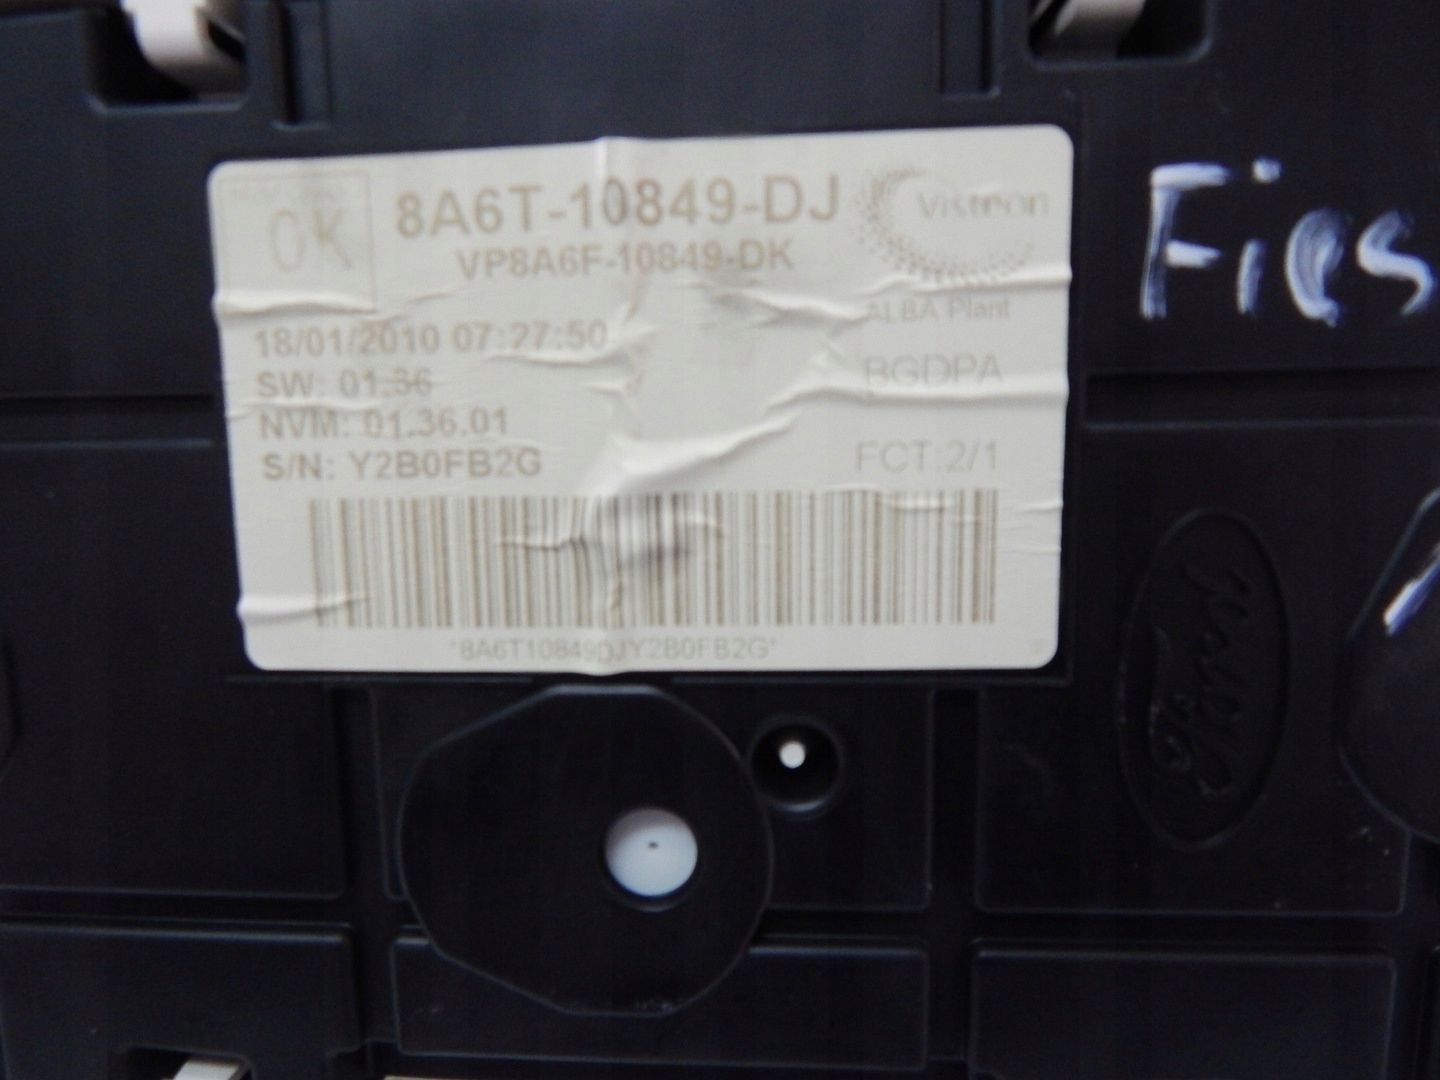 OK
8A6T-10849-DJ
VP8A6F-10849-DK
Visteon
ALBA Plant
18/01/2010 07:27:50
SW: 01.36
NVM: 01.36.01
S/N: Y2B0FB2G
BGDPA
FCT:2/1
*8A6T10849DJY2B0FB2G*
Fies
Ford